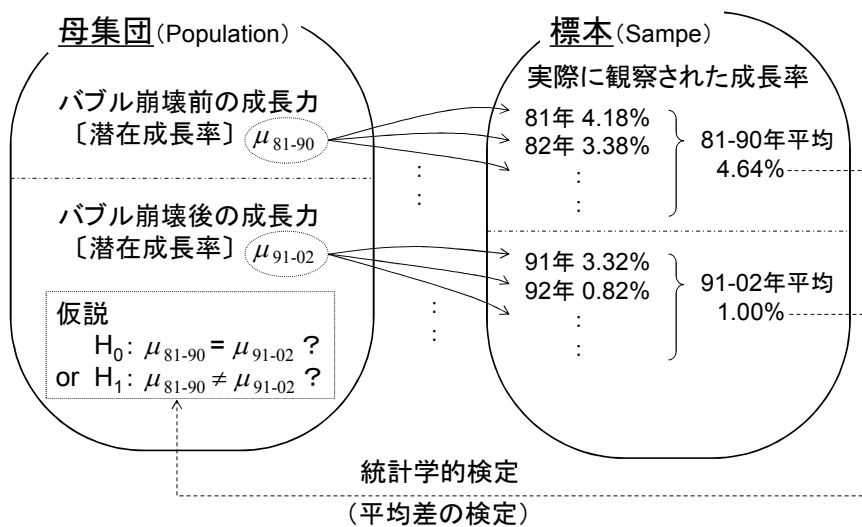 母集団(Population)
バブル崩壊前の成長力
〔潜在成長率〕 μ81-90
バブル崩壊後の成長力
〔潜在成長率〕 μ91-02
仮説
H0: μ81-90 = μ91-02 ?
or H1: μ81-90 ≠ μ91-02 ?
標本(Sampe)
実際に観察された成長率
81年 4.18%
82年 3.38%
:
:
81-90年平均
4.64%
91年 3.32%
92年 0.82%
:
:
91-02年平均
1.00%
:
:
:
:
統計学的検定
(平均差の検定)